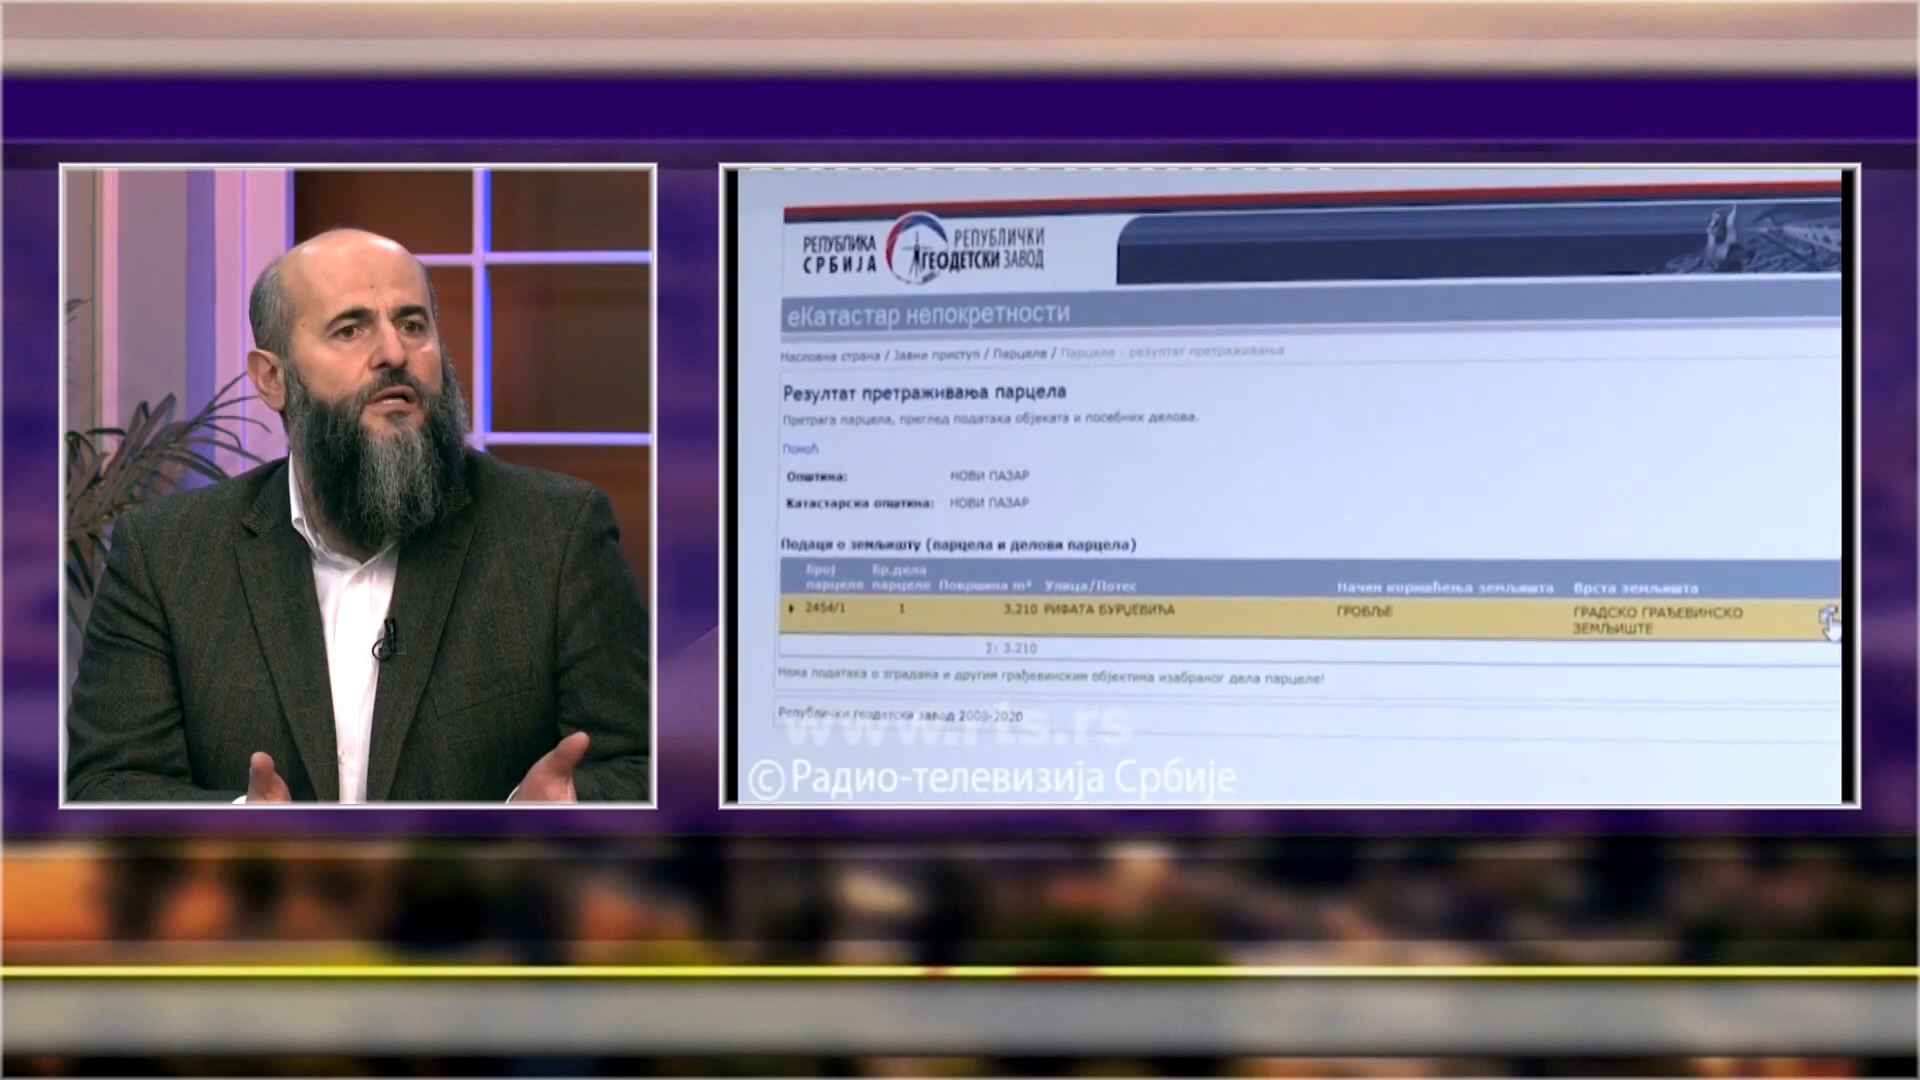 РЕПУБЛИКА
СРБИЈА
РЕПУБЛИЧКИ
ГЕОДЕТСКИ ЗАВОД
еКатастар непокретности
Насловна страна / Јавни приступ / Парцеле / Парцеле - резултат претраживања
Резултат претраживања парцела
Претрага парцела, преглед података објеката и посебних делова.
Помоћ
Општина: НОВИ ПАЗАР
Катастарска општина: НОВИ ПАЗАР
Подаци о земљишту (парцела и делови парцела)
Број парцеле Бр.дела парцеле Површина m² Улица/Потес Начин коришћења земљишта Врста земљишта
2454/1 1 3.210 РИФАТА БУРЏЕВИЋА ГРОБЉЕ ГРАДСКО ГРАЂЕВИНСКО
ЗЕМЉИШТЕ
Σ: 3.210
Нема података о зградама и другим грађевинским објектима изабраног дела парцеле!
Републички геодетски завод 2008-2020
www.rts.rs
© Радио-телевизија Србије